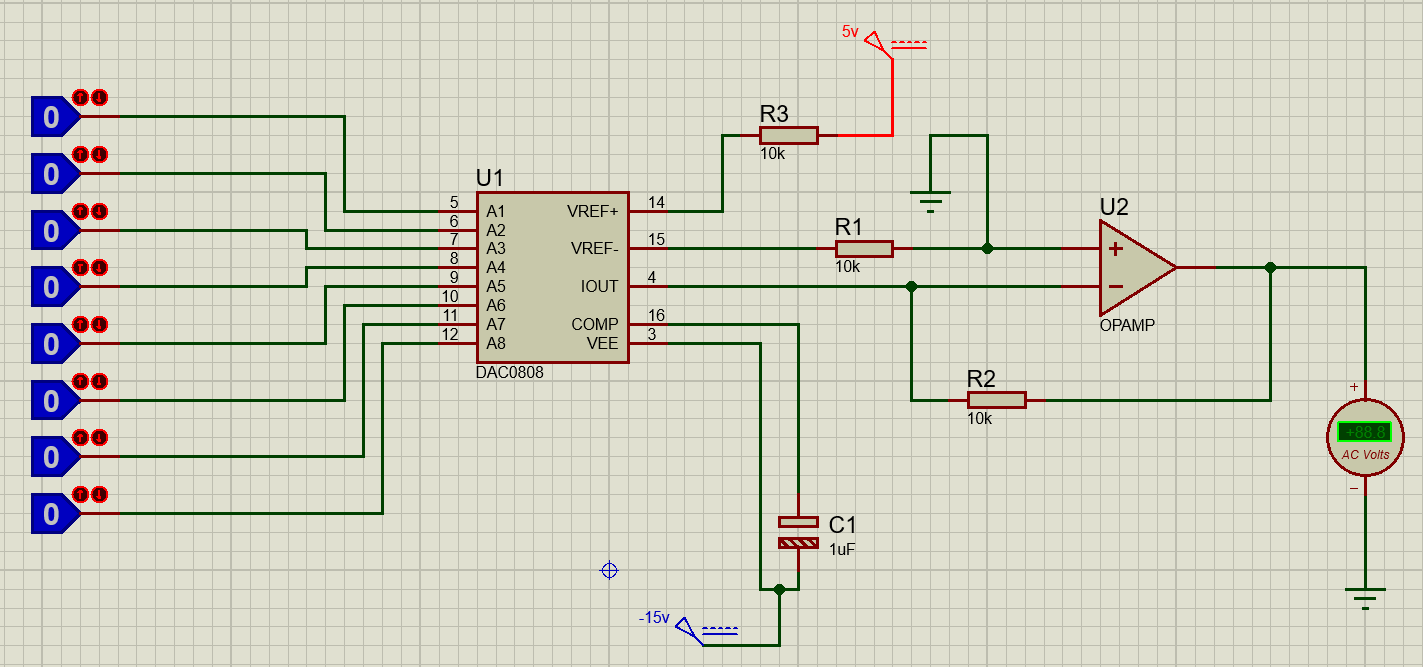 5v
R3
10k
0
0
0
0
0
0
0
0
U1
5 A1 VREF+ 14
6 A2
7 A3 VREF- 15
8 A4
9 A5 IOUT 4
10 A6
11 A7 COMP 16
12 A8 VEE 3
DAC0808
R1
10k
U2
+
−
OPAMP
R2
10k
+
+88.8
AC Volts
−
C1
1uF
-15v